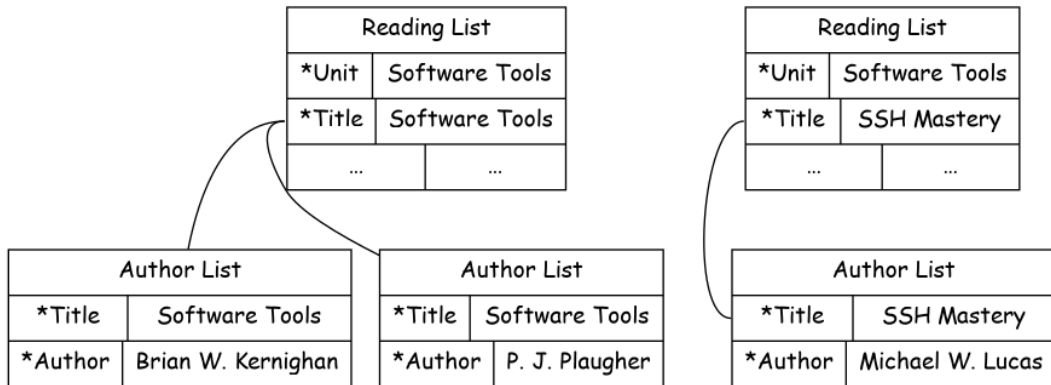 Reading List
*Unit Software Tools
*Title Software Tools
... ...
Reading List
*Unit Software Tools
*Title SSH Mastery
... ...
Author List
*Title Software Tools
*Author Brian W. Kernighan
Author List
*Title Software Tools
*Author P. J. Plaugher
Author List
*Title SSH Mastery
*Author Michael W. Lucas